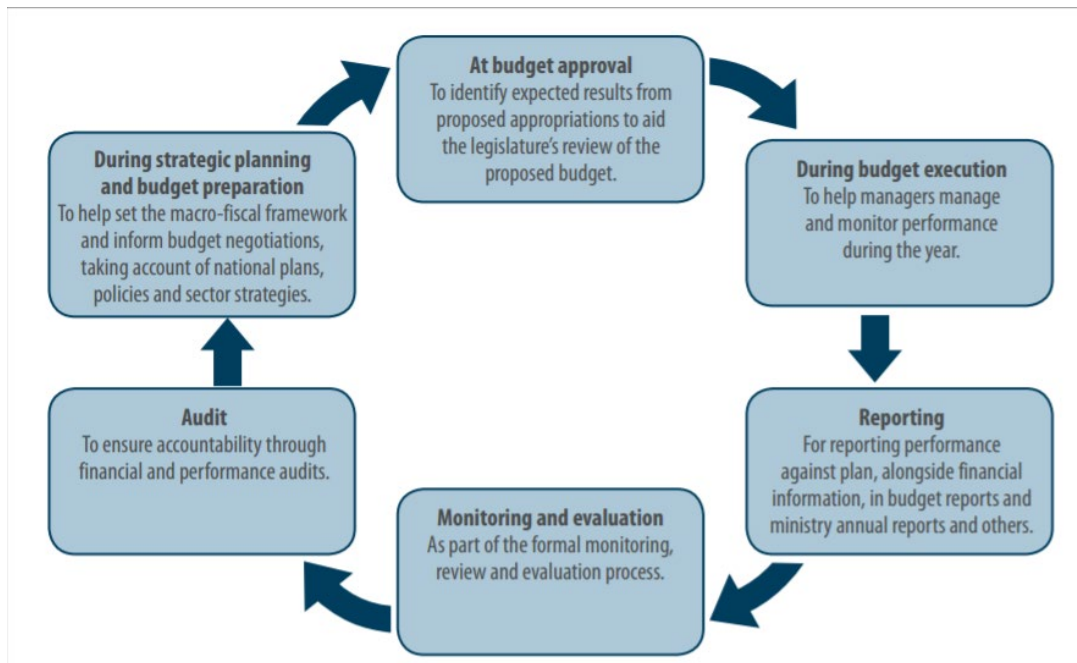 At budget approval
To identify expected results from
proposed appropriations to aid
the legislature's review of the
proposed budget.
During budget execution
To help managers manage
and monitor performance
during the year.
Reporting
For reporting performance
against plan, alongside financial
information, in budget reports and
ministry annual reports and others.
Monitoring and evaluation
As part of the formal monitoring,
review and evaluation process.
Audit
To ensure accountability through
financial and performance audits.
During strategic planning
and budget preparation
To help set the macro-fiscal framework
and inform budget negotiations,
taking account of national plans,
policies and sector strategies.